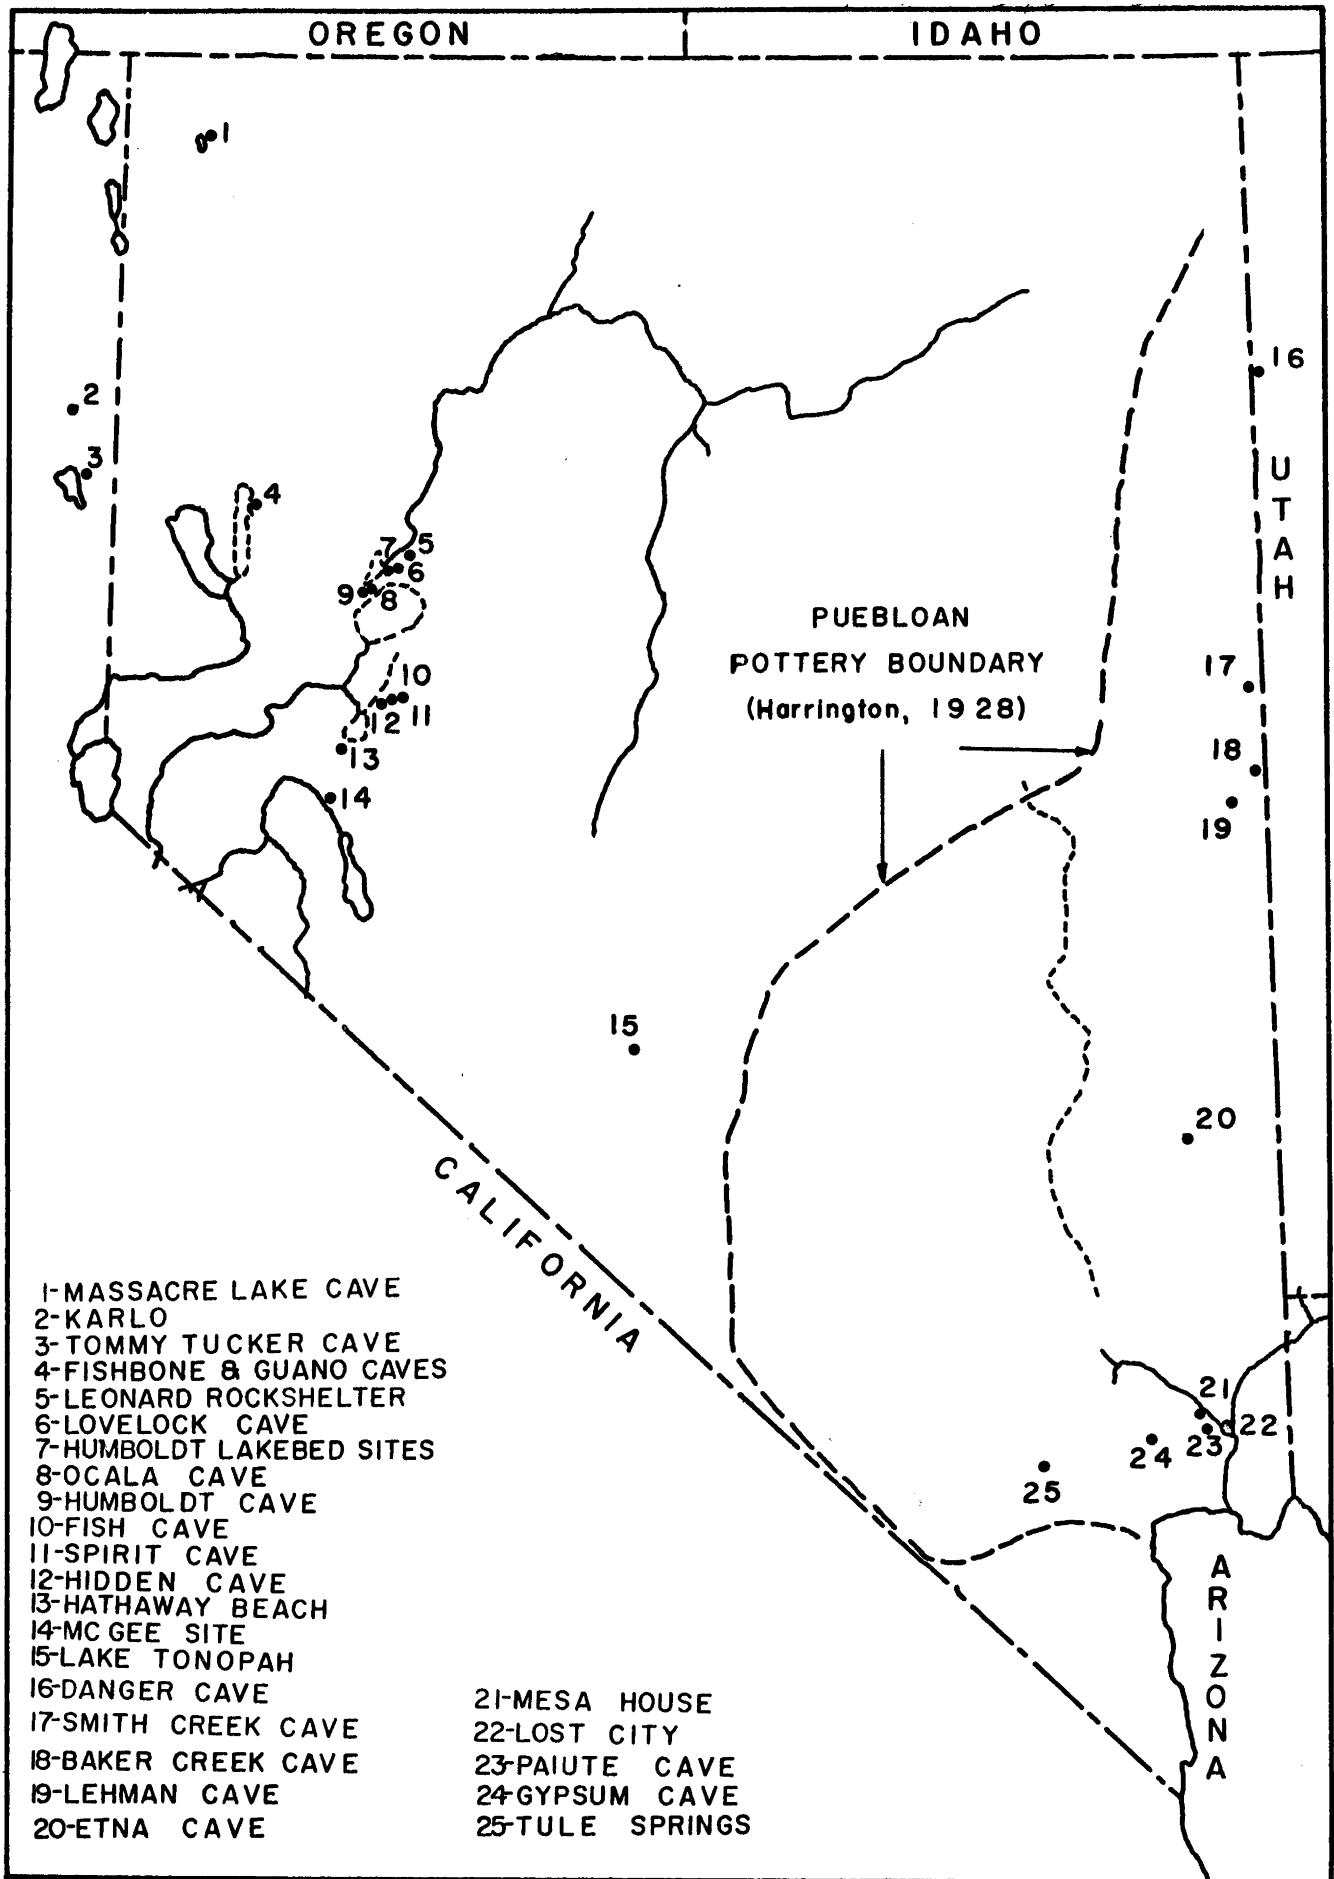 OREGON
IDAHO
1
2
3
4
16
UTAH
7
5
6
9
8
PUEBLOAN
POTTERY BOUNDARY
(Harrington, 1928)
10
12
11
13
14
17
18
19
15
20
CALIFORNIA
21
22
23
24
25
ARIZONA
1-MASSACRE LAKE CAVE
2-KARLO
3-TOMMY TUCKER CAVE
4-FISHBONE & GUANO CAVES
5-LEONARD ROCKSHELTER
6-LOVELOCK CAVE
7-HUMBOLDT LAKEBED SITES
8-OCALA CAVE
9-HUMBOLDT CAVE
10-FISH CAVE
11-SPIRIT CAVE
12-HIDDEN CAVE
13-HATHAWAY BEACH
14-MC GEE SITE
15-LAKE TONOPAH
16-DANGER CAVE
17-SMITH CREEK CAVE
18-BAKER CREEK CAVE
19-LEHMAN CAVE
20-ETNA CAVE
21-MESA HOUSE
22-LOST CITY
23-PAIUTE CAVE
24-GYPSUM CAVE
25-TULE SPRINGS